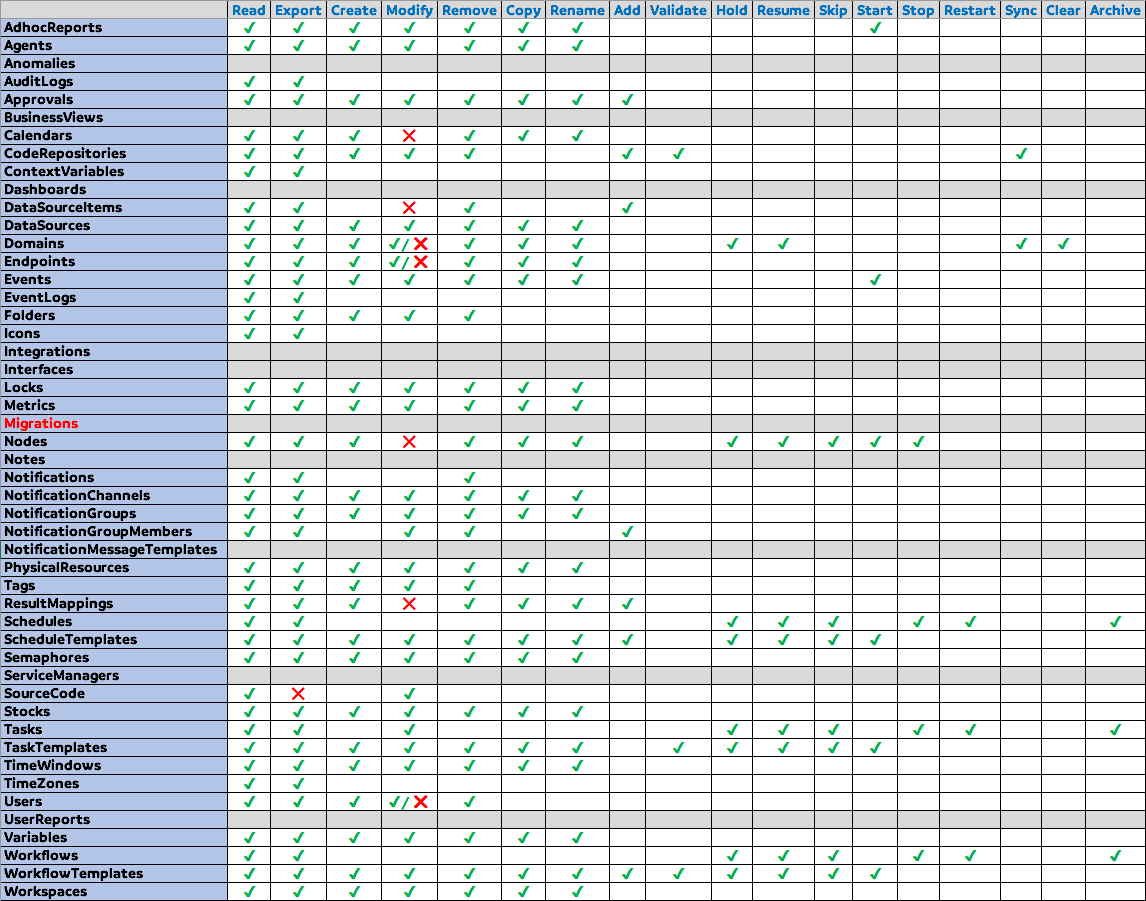 Read Export Create Modify Remove Copy Rename Add Validate Hold Resume Skip Start Stop Restart Sync Clear Archive
AdhocReports ✓ ✓ ✓ ✓ ✓ ✓ ✓ ✓
Agents ✓ ✓ ✓ ✓ ✓ ✓ ✓
Anomalies
AuditLogs ✓ ✓
Approvals ✓ ✓ ✓ ✓ ✓ ✓ ✓ ✓
BusinessViews
Calendars ✓ ✓ ✓ ✕ ✓ ✓ ✓
CodeRepositories ✓ ✓ ✓ ✓ ✓ ✓ ✓ ✓
ContextVariables ✓ ✓
Dashboards
DataSourceItems ✓ ✓ ✕ ✓ ✓
DataSources ✓ ✓ ✓ ✓ ✓ ✓ ✓
Domains ✓ ✓ ✓ ✓/✕ ✓ ✓ ✓ ✓ ✓ ✓ ✓
Endpoints ✓ ✓ ✓ ✓/✕ ✓ ✓ ✓
Events ✓ ✓ ✓ ✓ ✓ ✓ ✓ ✓
EventLogs ✓ ✓
Folders ✓ ✓ ✓ ✓ ✓
Icons ✓ ✓
Integrations
Interfaces
Locks ✓ ✓ ✓ ✓ ✓ ✓ ✓
Metrics ✓ ✓ ✓ ✓ ✓ ✓ ✓
Migrations
Nodes ✓ ✓ ✓ ✕ ✓ ✓ ✓ ✓ ✓ ✓ ✓ ✓
Notes
Notifications ✓ ✓ ✓
NotificationChannels ✓ ✓ ✓ ✓ ✓ ✓ ✓
NotificationGroups ✓ ✓ ✓ ✓ ✓ ✓ ✓
NotificationGroupMembers ✓ ✓ ✓ ✓ ✓
NotificationMessageTemplates
PhysicalResources ✓ ✓ ✓ ✓ ✓ ✓ ✓
Tags ✓ ✓ ✓ ✓ ✓
ResultMappings ✓ ✓ ✓ ✕ ✓ ✓ ✓ ✓
Schedules ✓ ✓ ✓ ✓ ✓ ✓ ✓ ✓
ScheduleTemplates ✓ ✓ ✓ ✓ ✓ ✓ ✓ ✓ ✓ ✓ ✓ ✓
Semaphores ✓ ✓ ✓ ✓ ✓ ✓ ✓
ServiceManagers
SourceCode ✓ ✕ ✓
Stocks ✓ ✓ ✓ ✓ ✓ ✓ ✓
Tasks ✓ ✓ ✓ ✓ ✓ ✓ ✓ ✓ ✓
TaskTemplates ✓ ✓ ✓ ✓ ✓ ✓ ✓ ✓ ✓ ✓ ✓ ✓
TimeWindows ✓ ✓ ✓ ✓ ✓ ✓ ✓
TimeZones ✓ ✓
Users ✓ ✓ ✓ ✓/✕ ✓
UserReports
Variables ✓ ✓ ✓ ✓ ✓ ✓ ✓
Workflows ✓ ✓ ✓ ✓ ✓ ✓ ✓ ✓
WorkflowTemplates ✓ ✓ ✓ ✓ ✓ ✓ ✓ ✓ ✓ ✓ ✓ ✓ ✓
Workspaces ✓ ✓ ✓ ✓ ✓ ✓ ✓